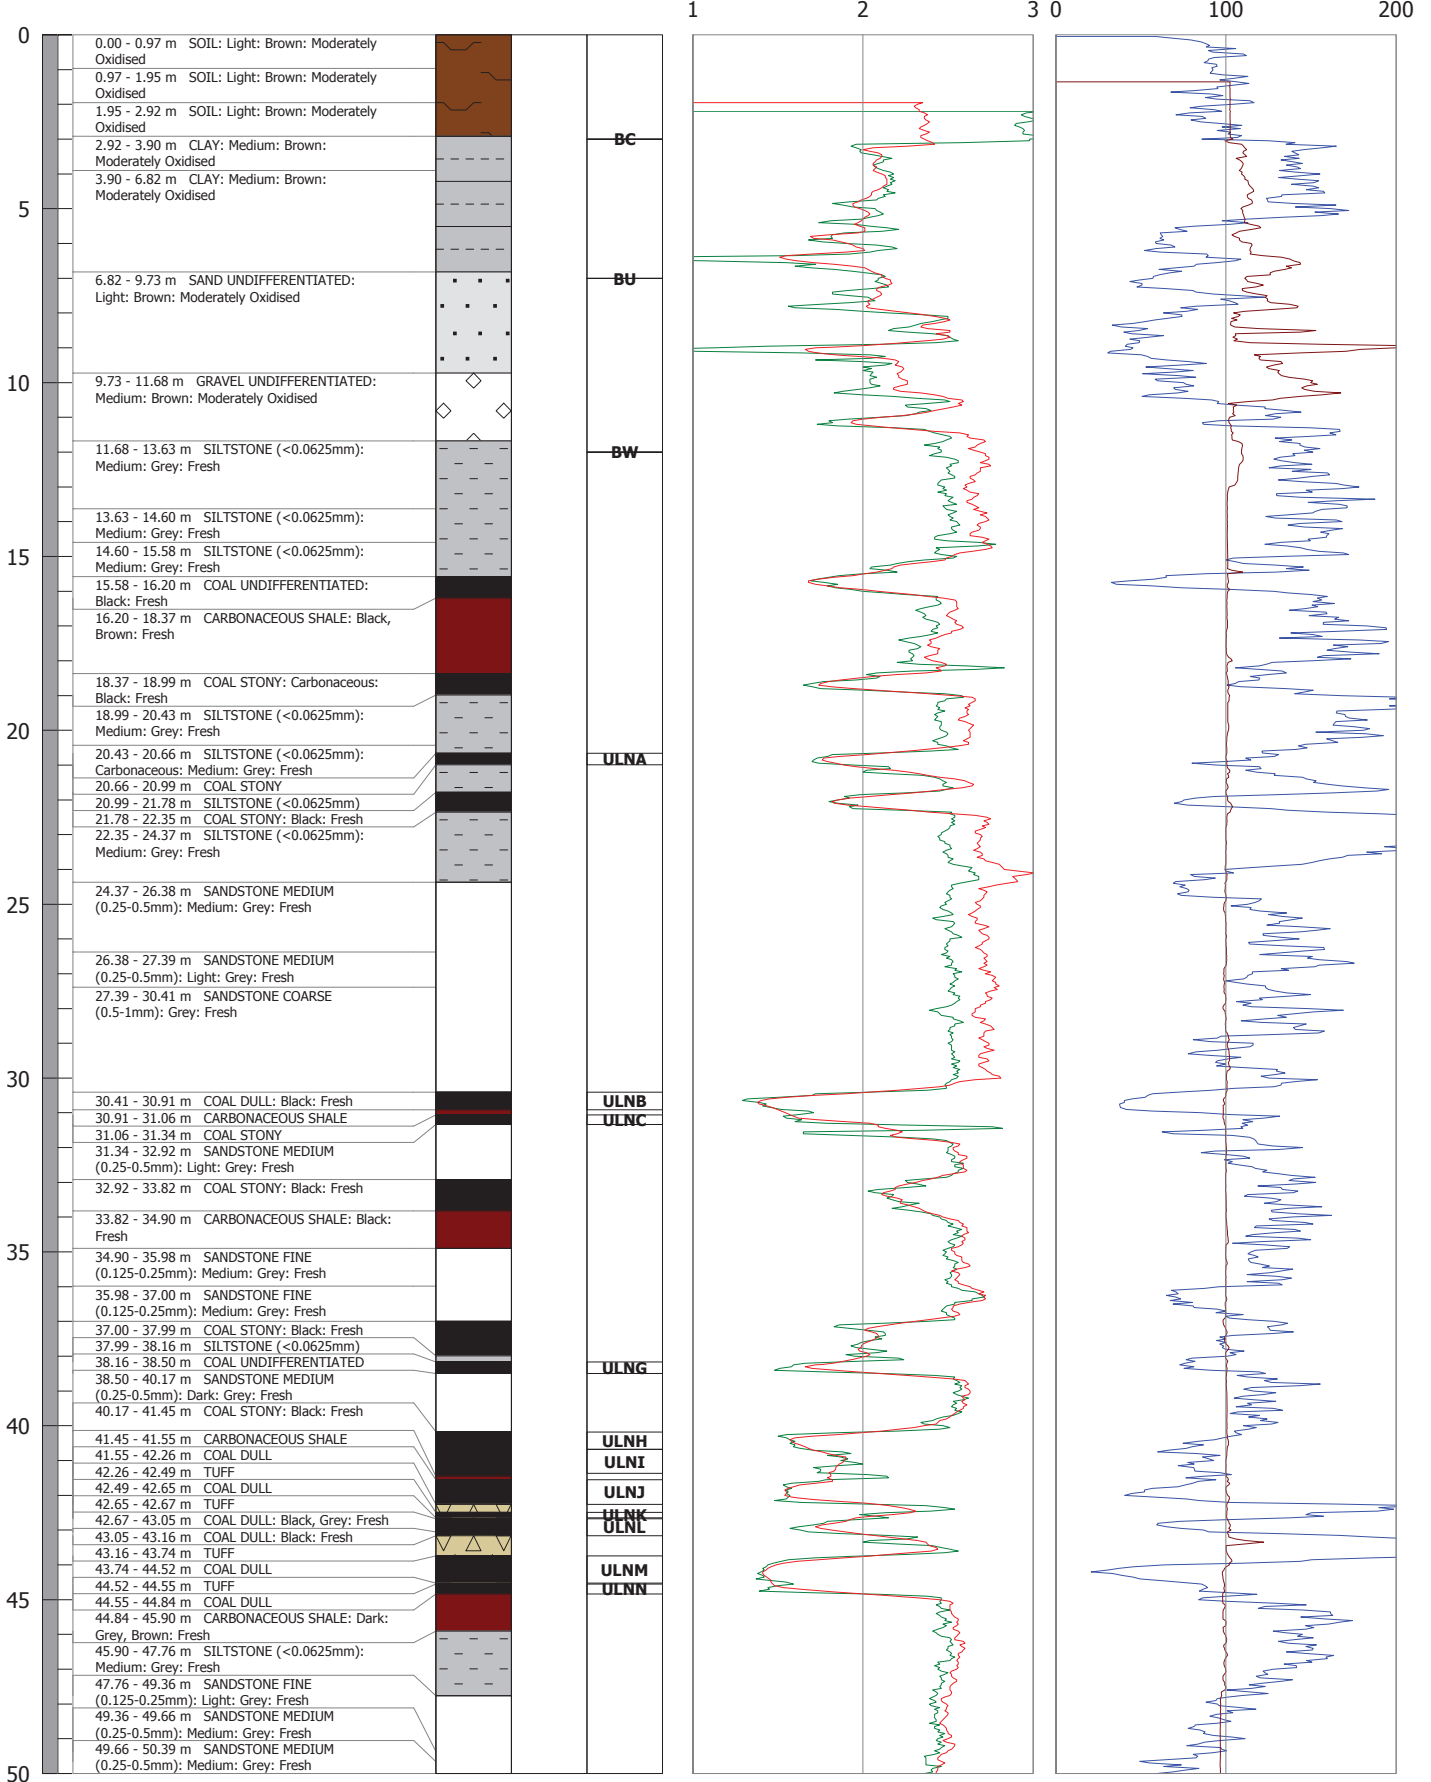 1 2 3 0 100 200
0
0.00 - 0.97 m SOIL: Light: Brown: Moderately
Oxidised
0.97 - 1.95 m SOIL: Light: Brown: Moderately
Oxidised
1.95 - 2.92 m SOIL: Light: Brown: Moderately
Oxidised
BC
2.92 - 3.90 m CLAY: Medium: Brown:
Moderately Oxidised
3.90 - 6.82 m CLAY: Medium: Brown:
Moderately Oxidised
5
6.82 - 9.73 m SAND UNDIFFERENTIATED:
Light: Brown: Moderately Oxidised
BU
10
9.73 - 11.68 m GRAVEL UNDIFFERENTIATED:
Medium: Brown: Moderately Oxidised
11.68 - 13.63 m SILTSTONE (<0.0625mm):
Medium: Grey: Fresh
BW
13.63 - 14.60 m SILTSTONE (<0.0625mm):
Medium: Grey: Fresh
14.60 - 15.58 m SILTSTONE (<0.0625mm):
Medium: Grey: Fresh
15
15.58 - 16.20 m COAL UNDIFFERENTIATED:
Black: Fresh
16.20 - 18.37 m CARBONACEOUS SHALE: Black,
Brown: Fresh
18.37 - 18.99 m COAL STONY: Carbonaceous:
Black: Fresh
18.99 - 20.43 m SILTSTONE (<0.0625mm):
Medium: Grey: Fresh
20
20.43 - 20.66 m SILTSTONE (<0.0625mm):
Carbonaceous: Medium: Grey: Fresh
ULNA
20.66 - 20.99 m COAL STONY
20.99 - 21.78 m SILTSTONE (<0.0625mm)
21.78 - 22.35 m COAL STONY: Black: Fresh
22.35 - 24.37 m SILTSTONE (<0.0625mm):
Medium: Grey: Fresh
24.37 - 26.38 m SANDSTONE MEDIUM
(0.25-0.5mm): Medium: Grey: Fresh
25
26.38 - 27.39 m SANDSTONE MEDIUM
(0.25-0.5mm): Light: Grey: Fresh
27.39 - 30.41 m SANDSTONE COARSE
(0.5-1mm): Grey: Fresh
30
30.41 - 30.91 m COAL DULL: Black: Fresh
ULNB
30.91 - 31.06 m CARBONACEOUS SHALE
ULNC
31.06 - 31.34 m COAL STONY
31.34 - 32.92 m SANDSTONE MEDIUM
(0.25-0.5mm): Light: Grey: Fresh
32.92 - 33.82 m COAL STONY: Black: Fresh
33.82 - 34.90 m CARBONACEOUS SHALE: Black:
Fresh
35
34.90 - 35.98 m SANDSTONE FINE
(0.125-0.25mm): Medium: Grey: Fresh
35.98 - 37.00 m SANDSTONE FINE
(0.125-0.25mm): Medium: Grey: Fresh
37.00 - 37.99 m COAL STONY: Black: Fresh
37.99 - 38.16 m SILTSTONE (<0.0625mm)
38.16 - 38.50 m COAL UNDIFFERENTIATED
ULNG
38.50 - 40.17 m SANDSTONE MEDIUM
(0.25-0.5mm): Dark: Grey: Fresh
40
40.17 - 41.45 m COAL STONY: Black: Fresh
ULNH
41.45 - 41.55 m CARBONACEOUS SHALE
41.55 - 42.26 m COAL DULL
ULNI
42.26 - 42.49 m TUFF
42.49 - 42.65 m COAL DULL
ULNJ
42.65 - 42.67 m TUFF
ULNK
42.67 - 43.05 m COAL DULL: Black, Grey: Fresh
ULNL
43.05 - 43.16 m COAL DULL: Black: Fresh
43.16 - 43.74 m TUFF
43.74 - 44.52 m COAL DULL
ULNM
44.52 - 44.55 m TUFF
ULNN
45
44.55 - 44.84 m COAL DULL
44.84 - 45.90 m CARBONACEOUS SHALE: Dark:
Grey, Brown: Fresh
45.90 - 47.76 m SILTSTONE (<0.0625mm):
Medium: Grey: Fresh
47.76 - 49.36 m SANDSTONE FINE
(0.125-0.25mm): Light: Grey: Fresh
49.36 - 49.66 m SANDSTONE MEDIUM
(0.25-0.5mm): Medium: Grey: Fresh
49.66 - 50.39 m SANDSTONE MEDIUM
(0.25-0.5mm): Medium: Grey: Fresh
50